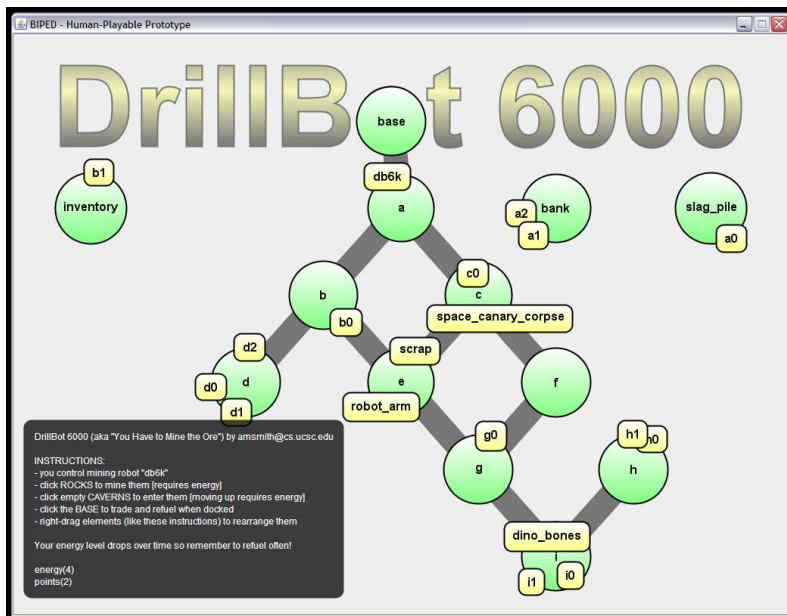 BIPED - Human-Playable Prototype
DrillB t 6000
base
b1
inventory
db6k
a
a2
bank
a1
slag_pile
a0
b
c0
c
b0
space_canary_corpse
d2
scrap
d0
d
e
f
d1
robot_arm
g0
h1
h0
g
h
dino_bones
i
i1
i0
DrillBot 6000 (aka "You Have to Mine the Ore") by amsmith@cs.ucsc.edu
INSTRUCTIONS:
- you control mining robot "db6k"
- click ROCKS to mine them [requires energy]
- click empty CAVERNS to enter them [moving up requires energy]
- click the BASE to trade and refuel when docked
- right-drag elements (like these instructions) to rearrange them
Your energy level drops over time so remember to refuel often!
energy(4)
points(2)